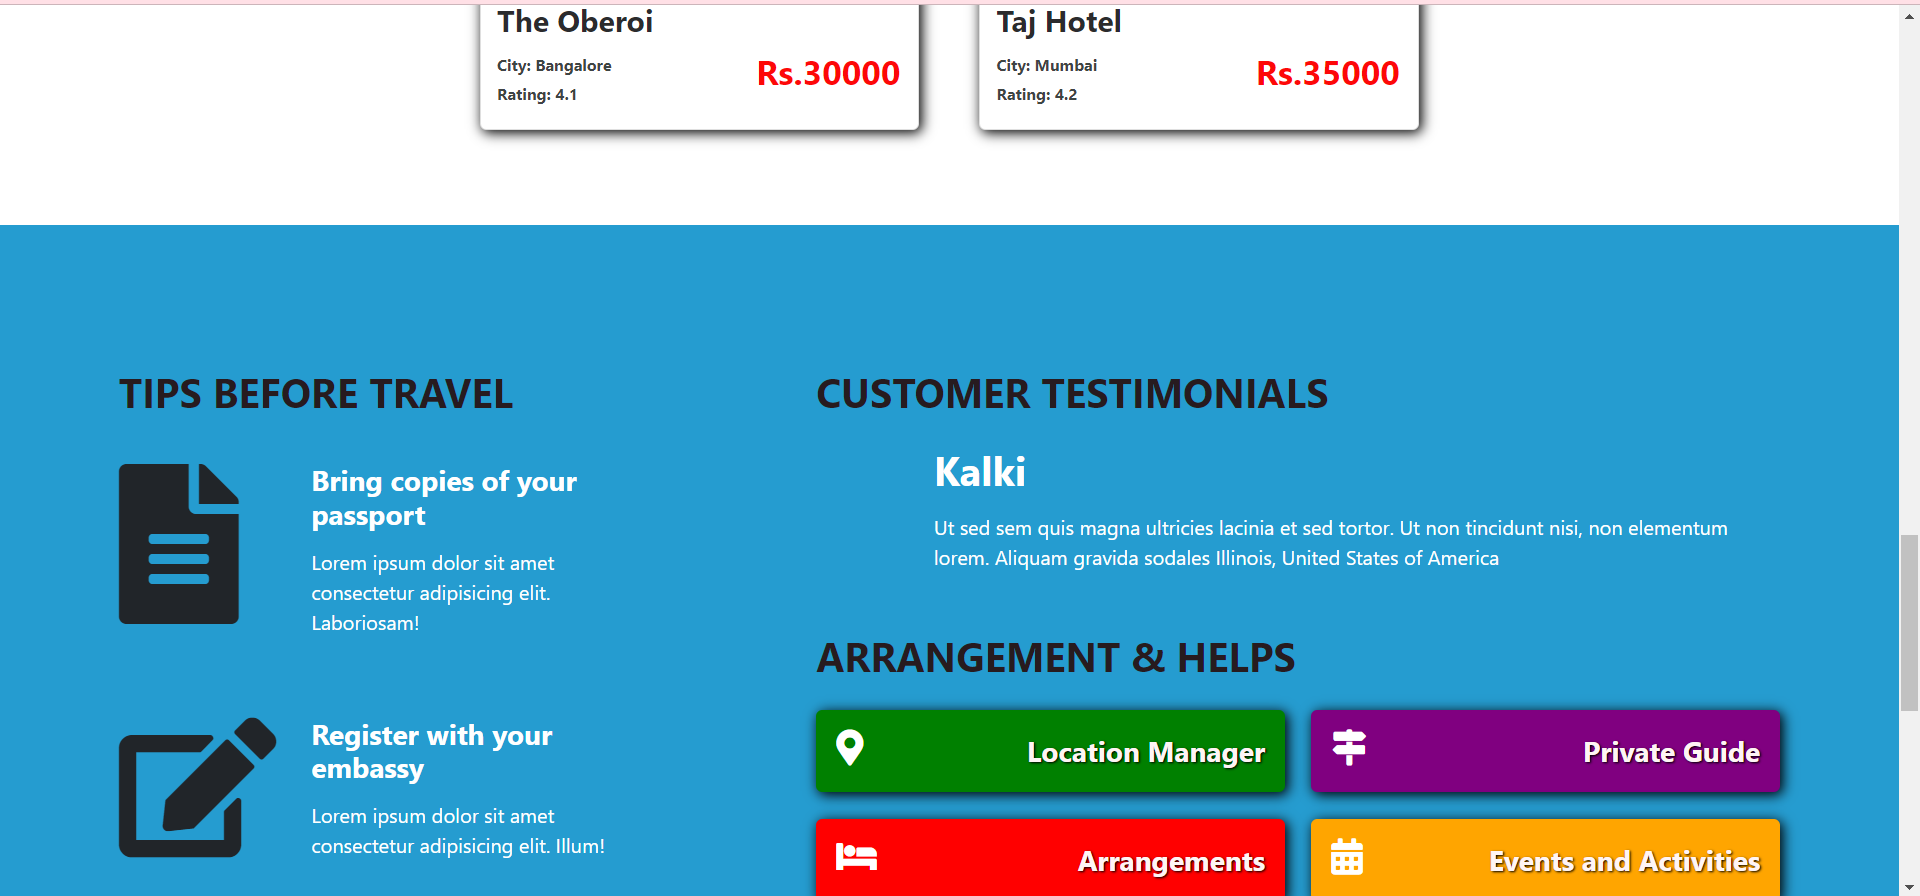 The Oberoi
City: Bangalore
Rating: 4.1
Rs.30000
Taj Hotel
City: Mumbai
Rating: 4.2
Rs.35000
TIPS BEFORE TRAVEL
Bring copies of your
passport
Lorem ipsum dolor sit amet
consectetur adipisicing elit.
Laboriosam!
Register with your
embassy
Lorem ipsum dolor sit amet
consectetur adipisicing elit. Illum!
CUSTOMER TESTIMONIALS
Kalki
Ut sed sem quis magna ultricies lacinia et sed tortor. Ut non tincidunt nisi, non elementum
lorem. Aliquam gravida sodales Illinois, United States of America
ARRANGEMENT & HELPS
Location Manager
Private Guide
Arrangements
Events and Activities